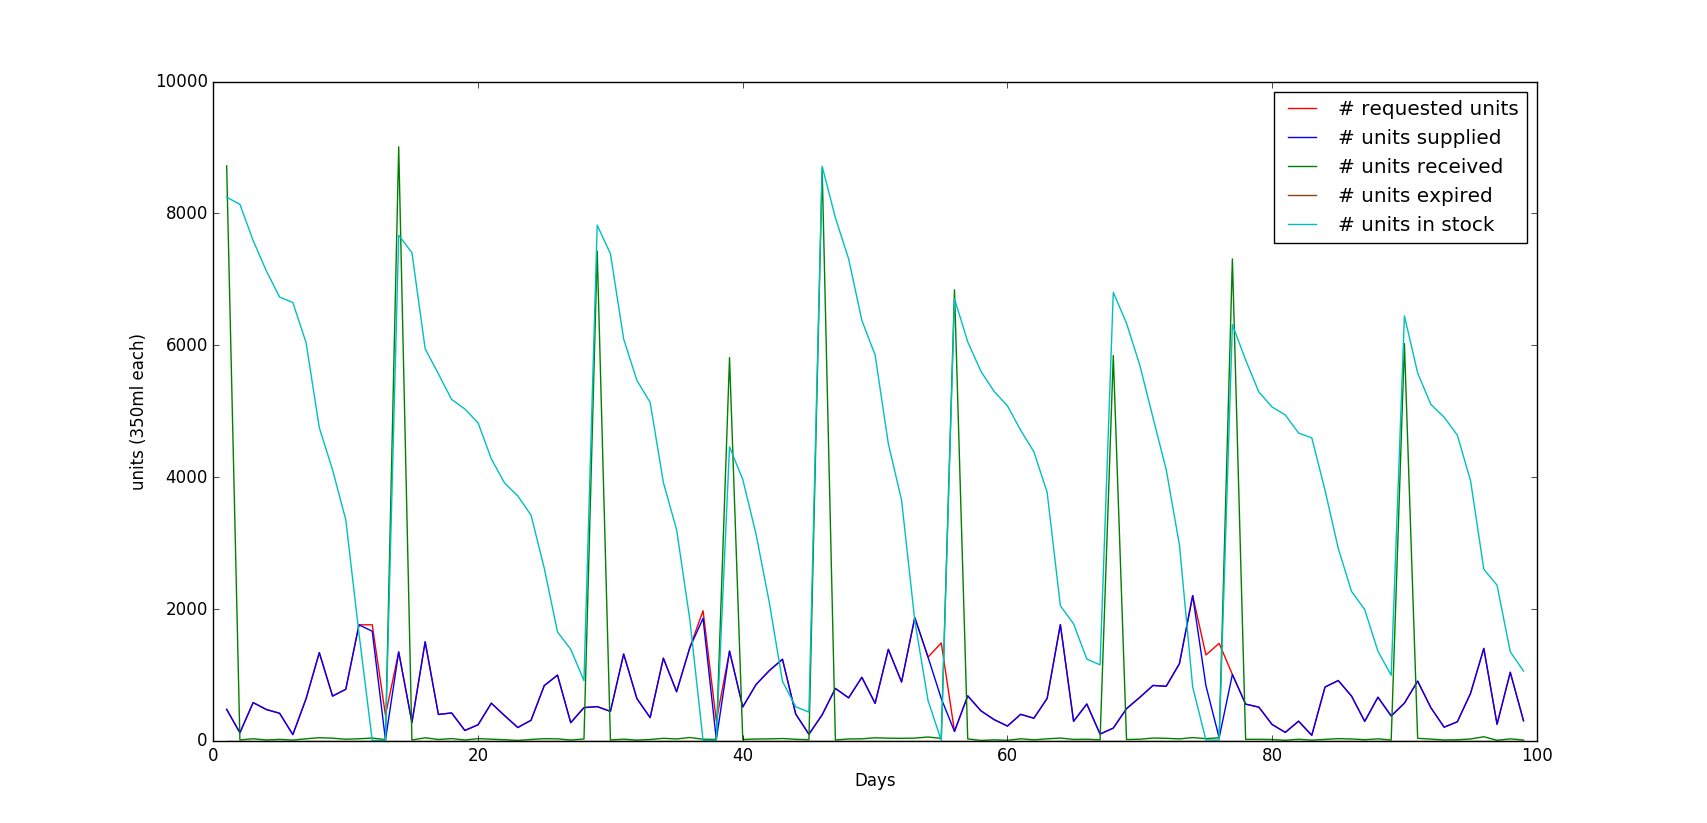 10000
8000
6000
4000
2000
0
units (350ml each)
0 20 40 60 80 100
Days
# requested units
# units supplied
# units received
# units expired
# units in stock